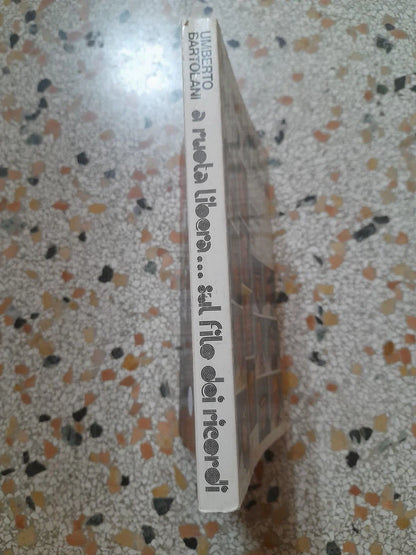 UMBERTO
BARTOLANI
a ruota libera... sul filo dei ricordi